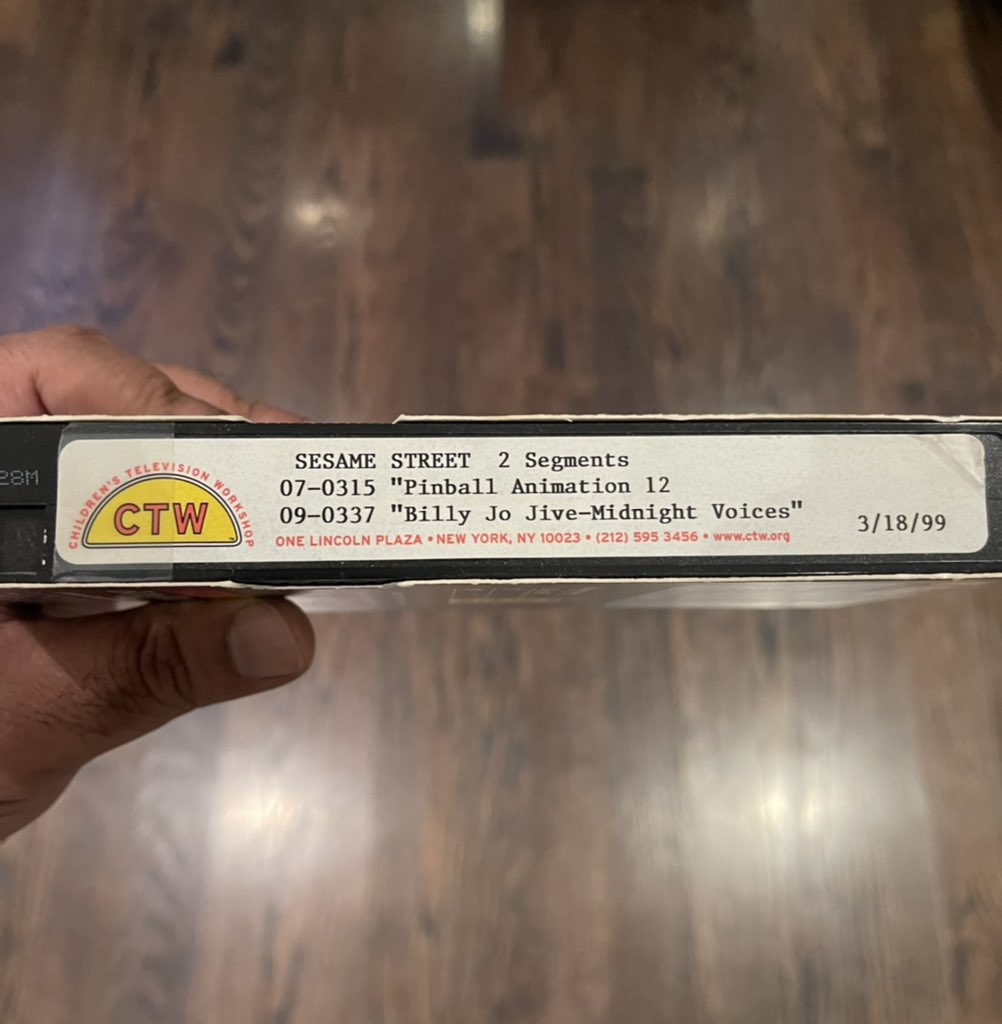 28M
CHILDREN'S TELEVISION WORKSHOP
CTW
SESAME STREET 2 Segments
07-0315 "Pinball Animation 12
09-0337 "Billy Jo Jive-Midnight Voices"
3/18/99
ONE LINCOLN PLAZA • NEW YORK, NY 10023 • (212) 595 3456 • www.ctw.org